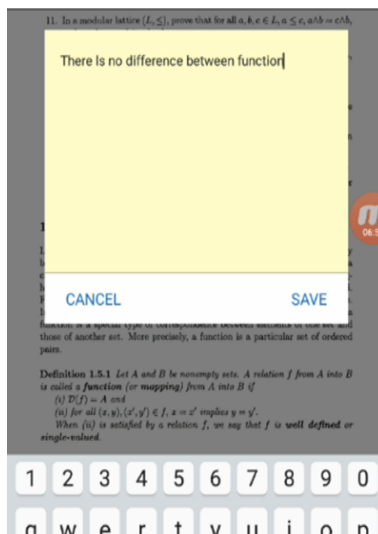 11. In a modular lattice (L, ≤), prove that for all a, b, c ∈ L, a ≤ c, a∧b = c∧b,
There Is no difference between function
06:5
CANCEL
SAVE
function is a special type of correspondence between elements of one set and
those of another set. More precisely, a function is a particular set of ordered
pairs.
Definition 1.5.1 Let A and B be nonempty sets. A relation f from A into B
is called a function (or mapping) from A into B if
(i) D(f) = A and
(ii) for all (x, y), (x′, y′) ∈ f, x = x′ implies y = y′.
When (ii) is satisfied by a relation f, we say that f is well defined or
single-valued.
1 2 3 4 5 6 7 8 9 0
q w e r t y u i o p